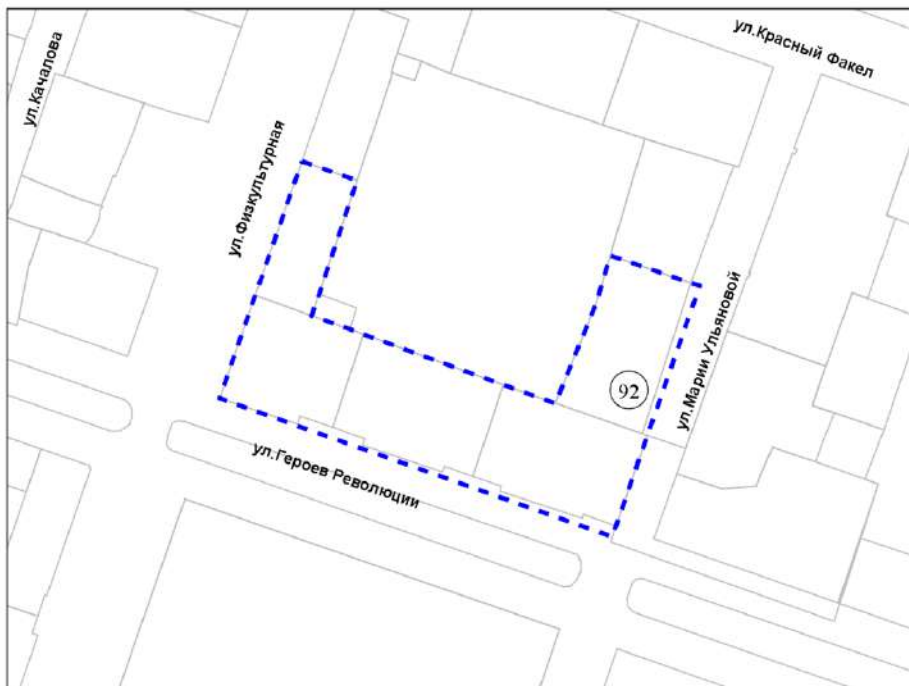 ул.Качалова
ул.Красный Факел
ул.Физкультурная
ул.Марии Ульяновой
92
ул.Героев Революции